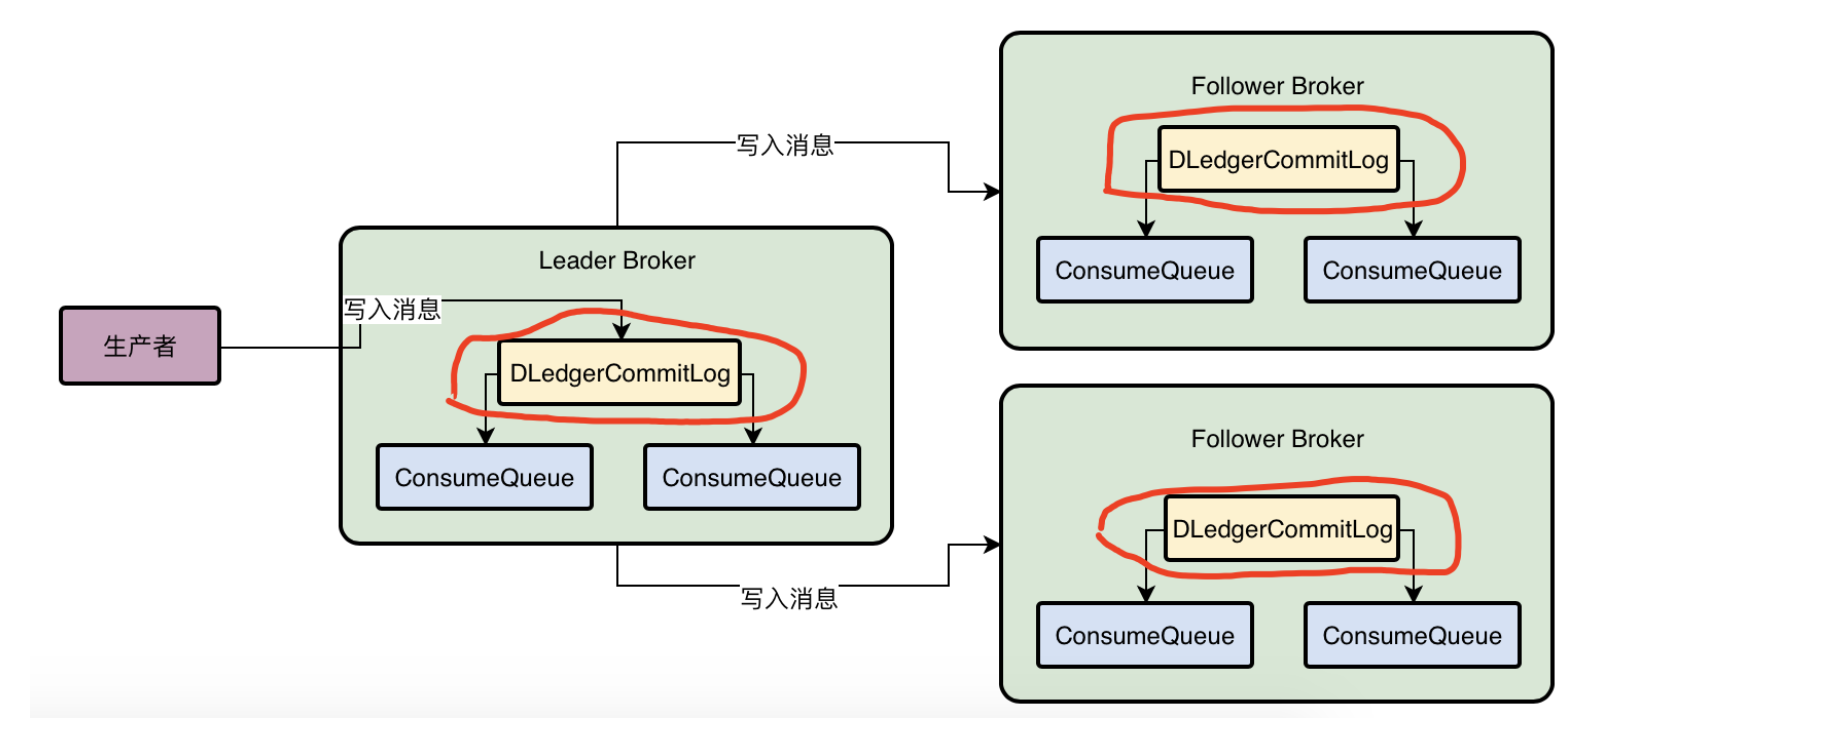 生产者
写入消息
Leader Broker
DLedgerCommitLog
ConsumeQueue
ConsumeQueue
写入消息
Follower Broker
DLedgerCommitLog
ConsumeQueue
ConsumeQueue
写入消息
Follower Broker
DLedgerCommitLog
ConsumeQueue
ConsumeQueue